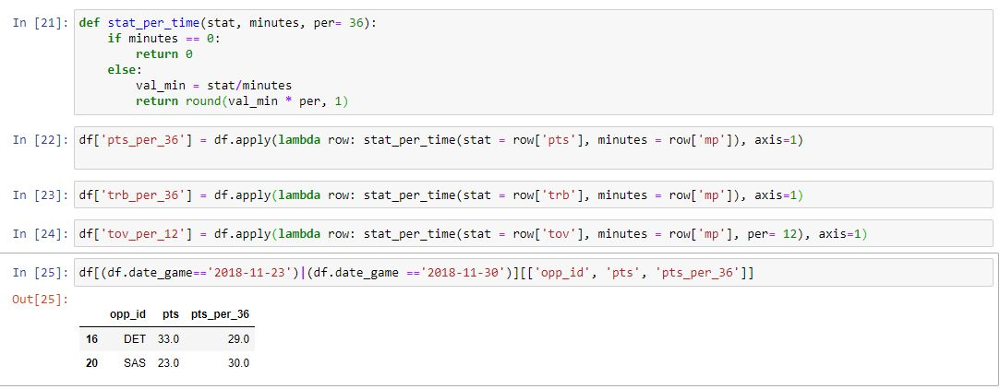 In [21]: def stat_per_time(stat, minutes, per= 36):
if minutes == 0:
return 0
else:
val_min = stat/minutes
return round(val_min * per, 1)
In [22]: df['pts_per_36'] = df.apply(lambda row: stat_per_time(stat = row['pts'], minutes = row['mp']), axis=1)
In [23]: df['trb_per_36'] = df.apply(lambda row: stat_per_time(stat = row['trb'], minutes = row['mp']), axis=1)
In [24]: df['tov_per_12'] = df.apply(lambda row: stat_per_time(stat = row['tov'], minutes = row['mp'], per= 12), axis=1)
In [25]: df[(df.date_game=='2018-11-23')|(df.date_game =='2018-11-30')][['opp_id', 'pts', 'pts_per_36']]
Out[25]:
opp_id pts pts_per_36
16 DET 33.0 29.0
20 SAS 23.0 30.0